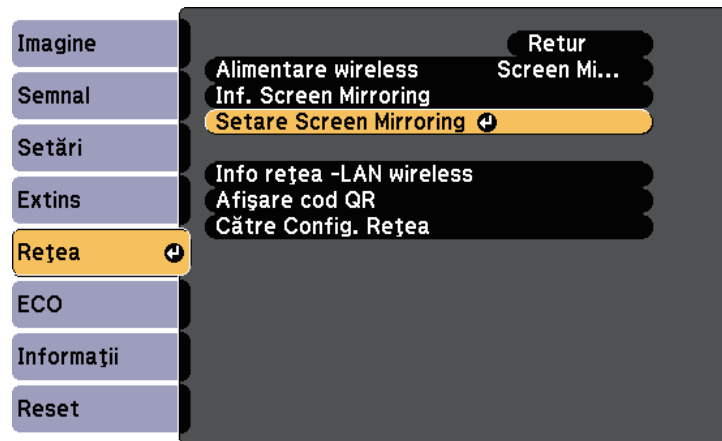 Imagine
Semnal
Setări
Extins
Reţea
ECO
Informaţii
Reset
Retur
Alimentare wireless Screen Mi...
Inf. Screen Mirroring
Setare Screen Mirroring
Info reţea -LAN wireless
Afişare cod QR
Către Config. Reţea